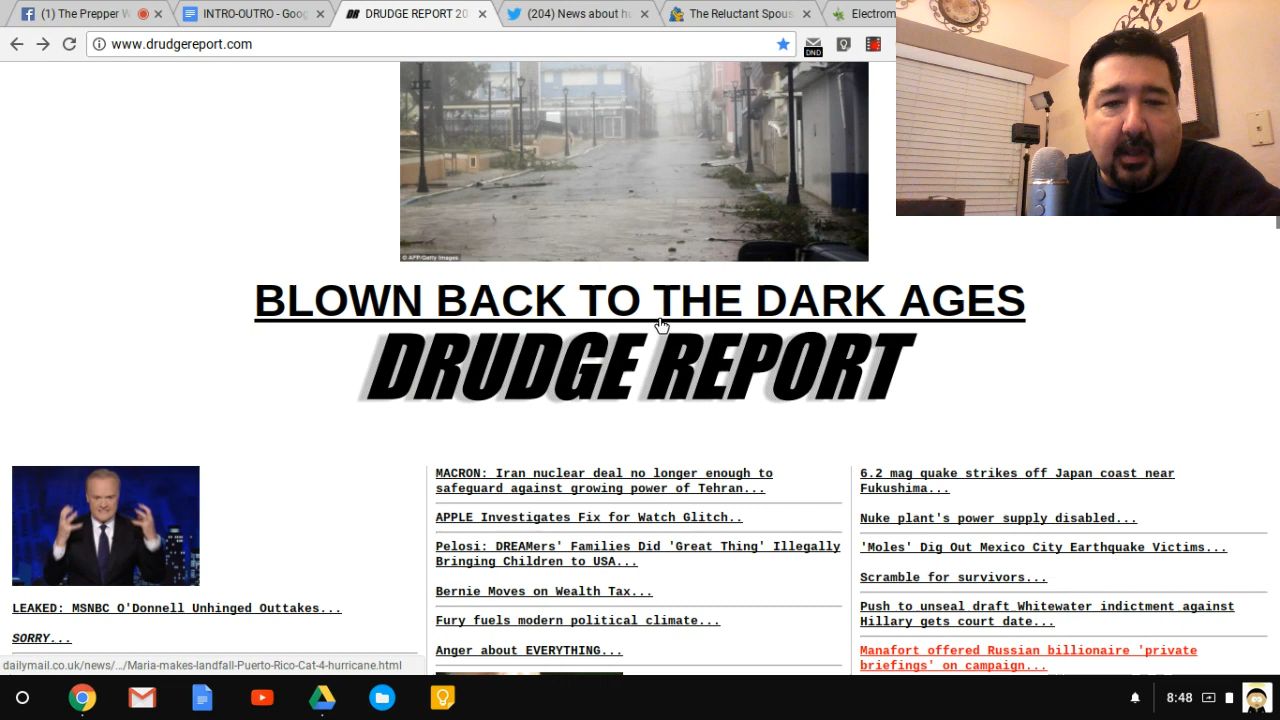 (1) The Prepper W
INTRO-OUTRO - Goog
DRUDGE REPORT 20
(204) News about hu
The Reluctant Spous
Electrom
www.drudgereport.com
DND
© AFP/Getty Images
BLOWN BACK TO THE DARK AGES
DRUDGE REPORT
LEAKED: MSNBC O'Donnell Unhinged Outtakes...
SORRY...
MACRON: Iran nuclear deal no longer enough to
safeguard against growing power of Tehran...
APPLE Investigates Fix for Watch Glitch..
Pelosi: DREAMers' Families Did 'Great Thing' Illegally
Bringing Children to USA...
Bernie Moves on Wealth Tax...
Fury fuels modern political climate...
Anger about EVERYTHING...
6.2 mag quake strikes off Japan coast near
Fukushima...
Nuke plant's power supply disabled...
'Moles' Dig Out Mexico City Earthquake Victims...
Scramble for survivors...
Push to unseal draft Whitewater indictment against
Hillary gets court date...
Manafort offered Russian billionaire 'private
briefings' on campaign...
dailymail.co.uk/news/.../Maria-makes-landfall-Puerto-Rico-Cat-4-hurricane.html
8:48